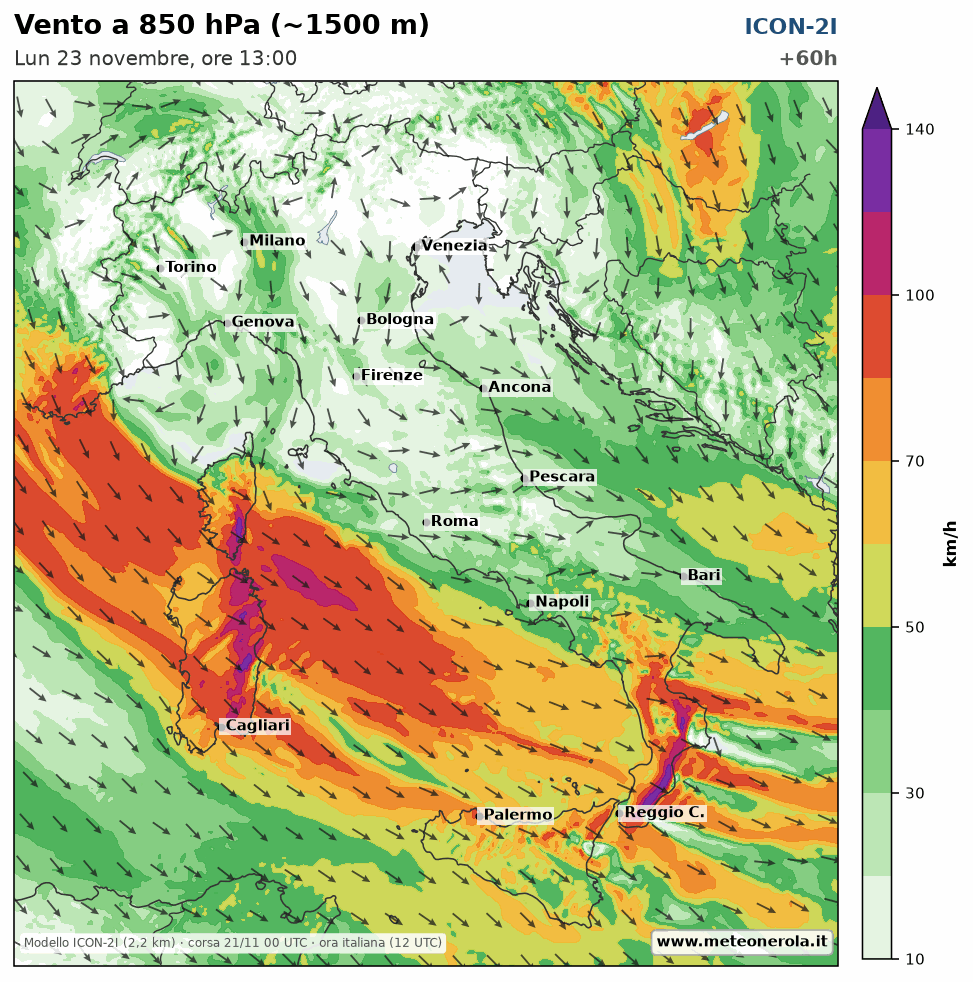 Vento a 850 hPa (~1500 m)
ICON-2I
Lun 23 novembre, ore 13:00
+60h
140
100
70
50
30
10
km/h
Milano
Venezia
Torino
Genova
Bologna
Firenze
Ancona
Pescara
Roma
Bari
Napoli
Cagliari
Palermo
Reggio C.
Modello ICON-2I (2,2 km) · corsa 21/11 00 UTC · ora italiana (12 UTC)
www.meteonerola.it